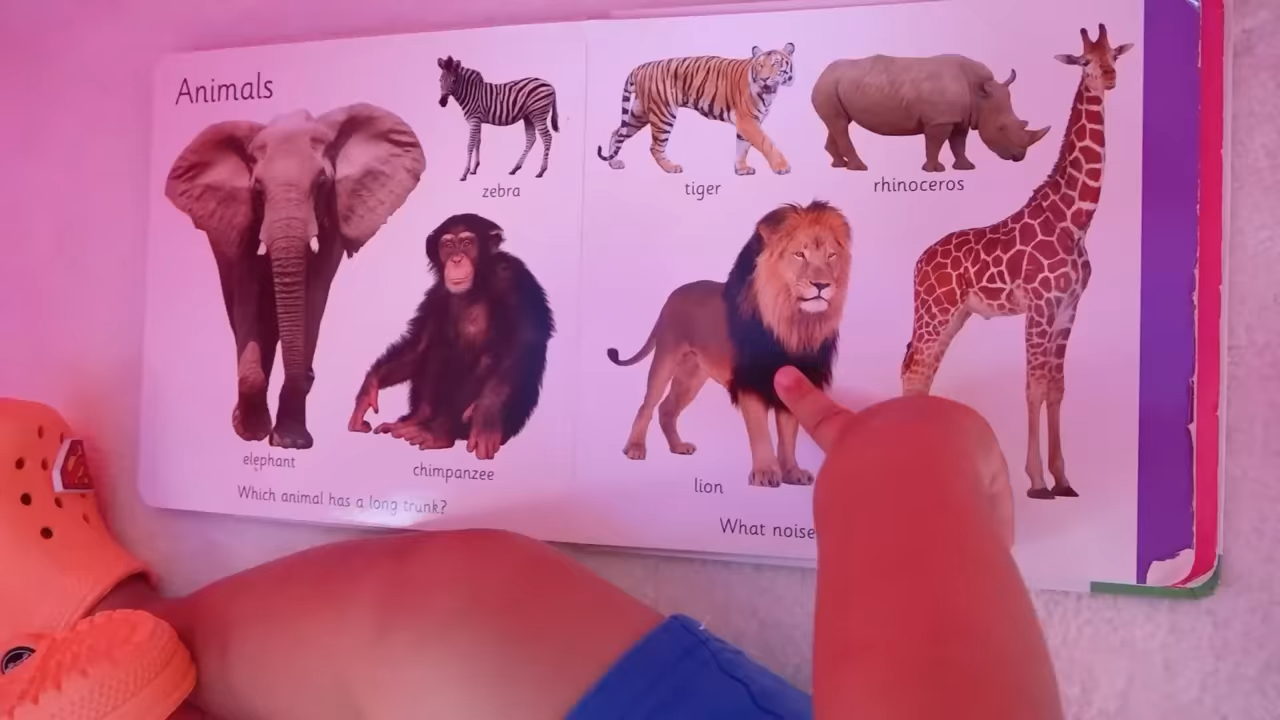 Animals
zebra
tiger
rhinoceros
elephant
chimpanzee
lion
Which animal has a long trunk?
What noise